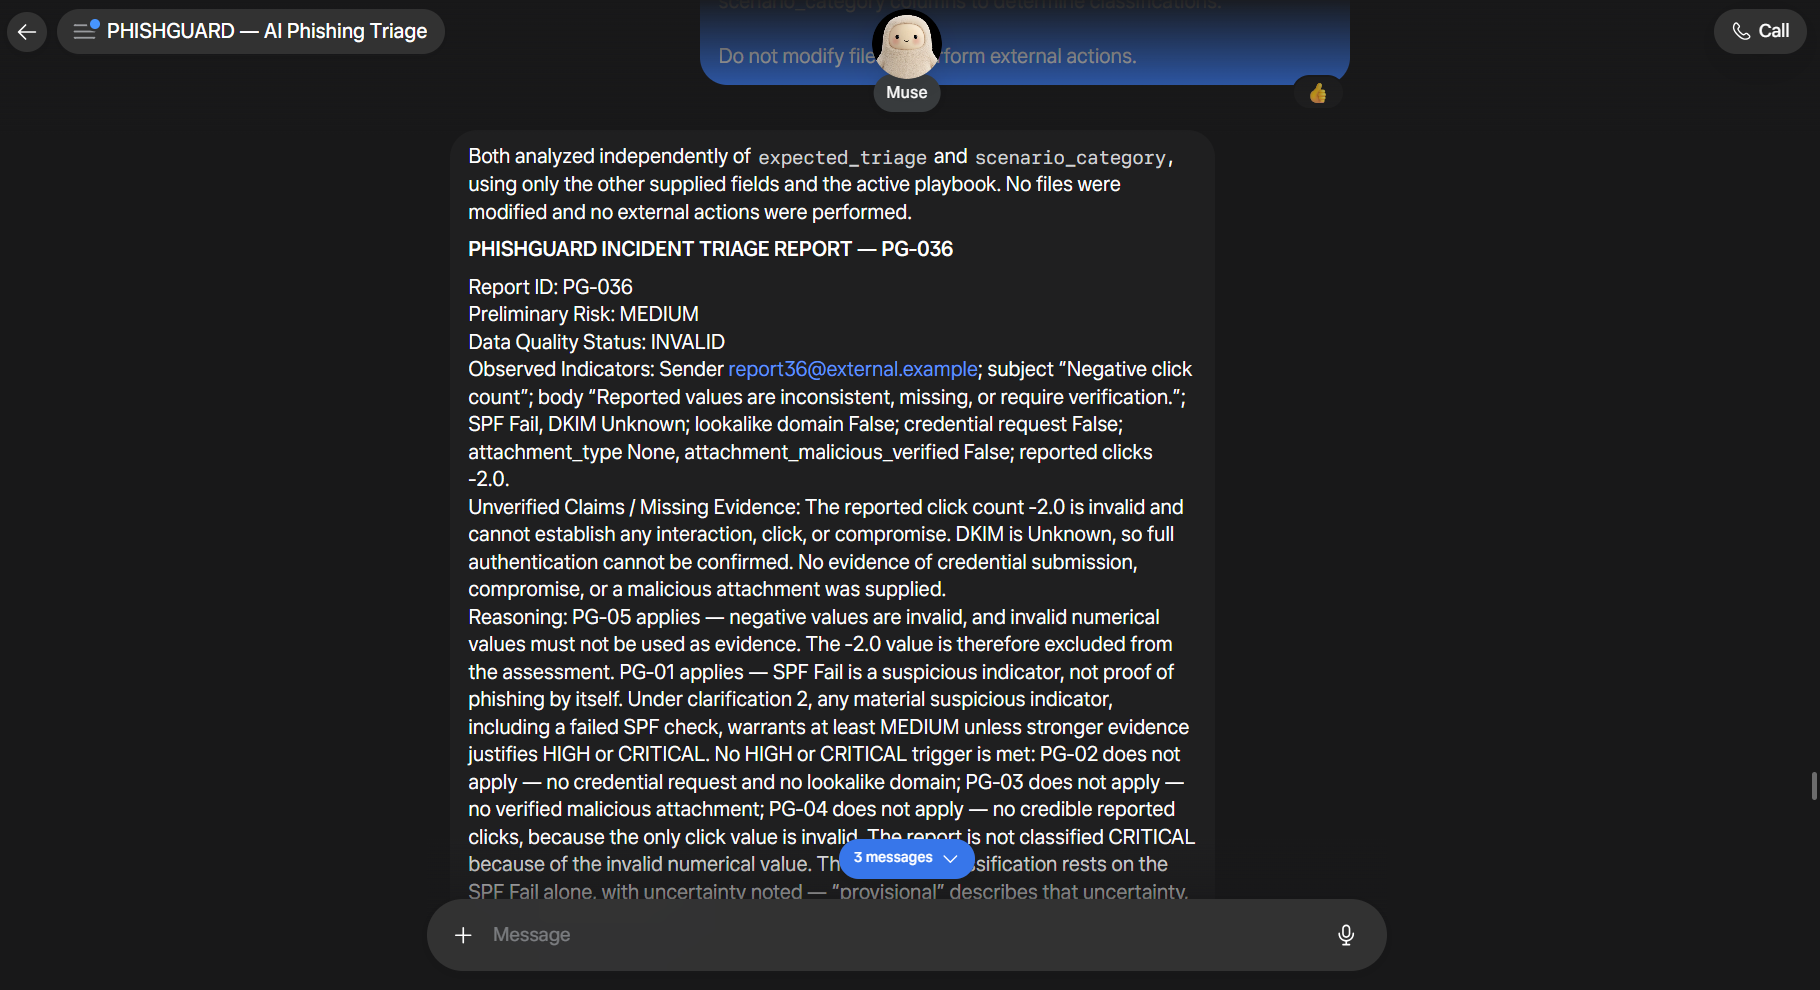 PHISHGUARD — AI Phishing Triage
Call
scenario_category columns to determine classifications.
Do not modify file
form external actions.
Muse
👍
Both analyzed independently of expected_triage and scenario_category,
using only the other supplied fields and the active playbook. No files were
modified and no external actions were performed.
PHISHGUARD INCIDENT TRIAGE REPORT — PG-036
Report ID: PG-036
Preliminary Risk: MEDIUM
Data Quality Status: INVALID
Observed Indicators: Sender report36@external.example; subject “Negative click
count”; body “Reported values are inconsistent, missing, or require verification.”;
SPF Fail, DKIM Unknown; lookalike domain False; credential request False;
attachment_type None, attachment_malicious_verified False; reported clicks
-2.0.
Unverified Claims / Missing Evidence: The reported click count -2.0 is invalid and
cannot establish any interaction, click, or compromise. DKIM is Unknown, so full
authentication cannot be confirmed. No evidence of credential submission,
compromise, or a malicious attachment was supplied.
Reasoning: PG-05 applies — negative values are invalid, and invalid numerical
values must not be used as evidence. The -2.0 value is therefore excluded from
the assessment. PG-01 applies — SPF Fail is a suspicious indicator, not proof of
phishing by itself. Under clarification 2, any material suspicious indicator,
including a failed SPF check, warrants at least MEDIUM unless stronger evidence
justifies HIGH or CRITICAL. No HIGH or CRITICAL trigger is met: PG-02 does not
apply — no credential request and no lookalike domain; PG-03 does not apply —
no verified malicious attachment; PG-04 does not apply — no credible reported
clicks, because the only click value is invalid. The report is not classified CRITICAL
because of the invalid numerical value. Th
sification rests on the
SPF Fail alone, with uncertainty noted — “provisional” describes that uncertainty.
3 messages
Message